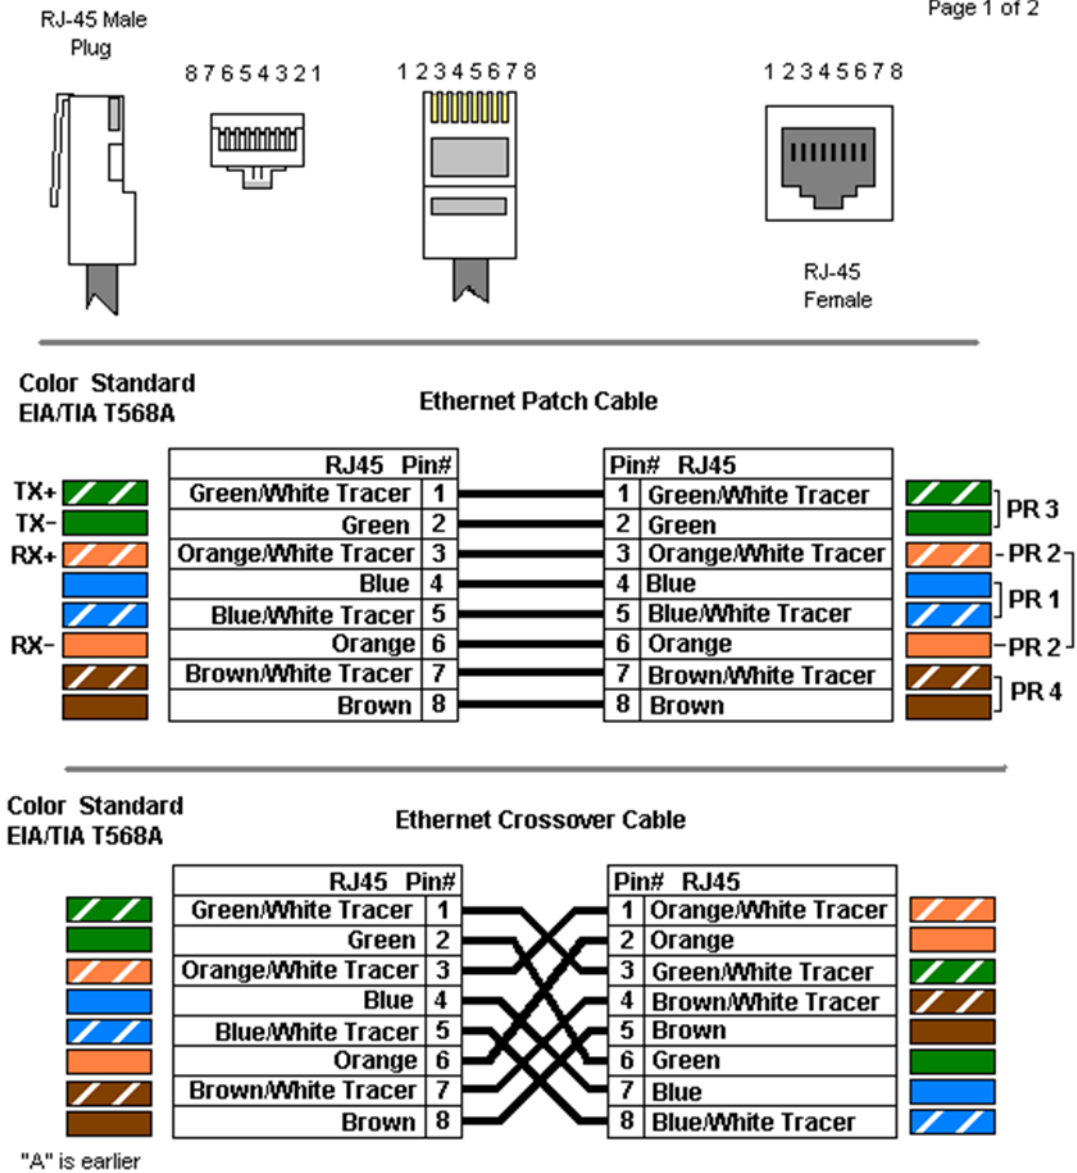 RJ-45 Male
Plug
Page 1 of 2
8 7 6 5 4 3 2 1
1 2 3 4 5 6 7 8
1 2 3 4 5 6 7 8
RJ-45
Female
Color Standard
EIA/TIA T568A
Ethernet Patch Cable
RJ45 Pin#
Pin# RJ45
TX+ Green/White Tracer 1
1 Green/White Tracer
PR 3
TX- Green 2
2 Green
RX+ Orange/White Tracer 3
3 Orange/White Tracer
PR 2
Blue 4
4 Blue
PR 1
Blue/White Tracer 5
5 Blue/White Tracer
RX- Orange 6
6 Orange
PR 2
Brown/White Tracer 7
7 Brown/White Tracer
PR 4
Brown 8
8 Brown
Color Standard
EIA/TIA T568A
Ethernet Crossover Cable
RJ45 Pin#
Pin# RJ45
Green/White Tracer 1
1 Orange/White Tracer
Green 2
2 Orange
Orange/White Tracer 3
3 Green/White Tracer
Blue 4
4 Brown/White Tracer
Blue/White Tracer 5
5 Brown
Orange 6
6 Green
Brown/White Tracer 7
7 Blue
Brown 8
8 Blue/White Tracer
"A" is earlier